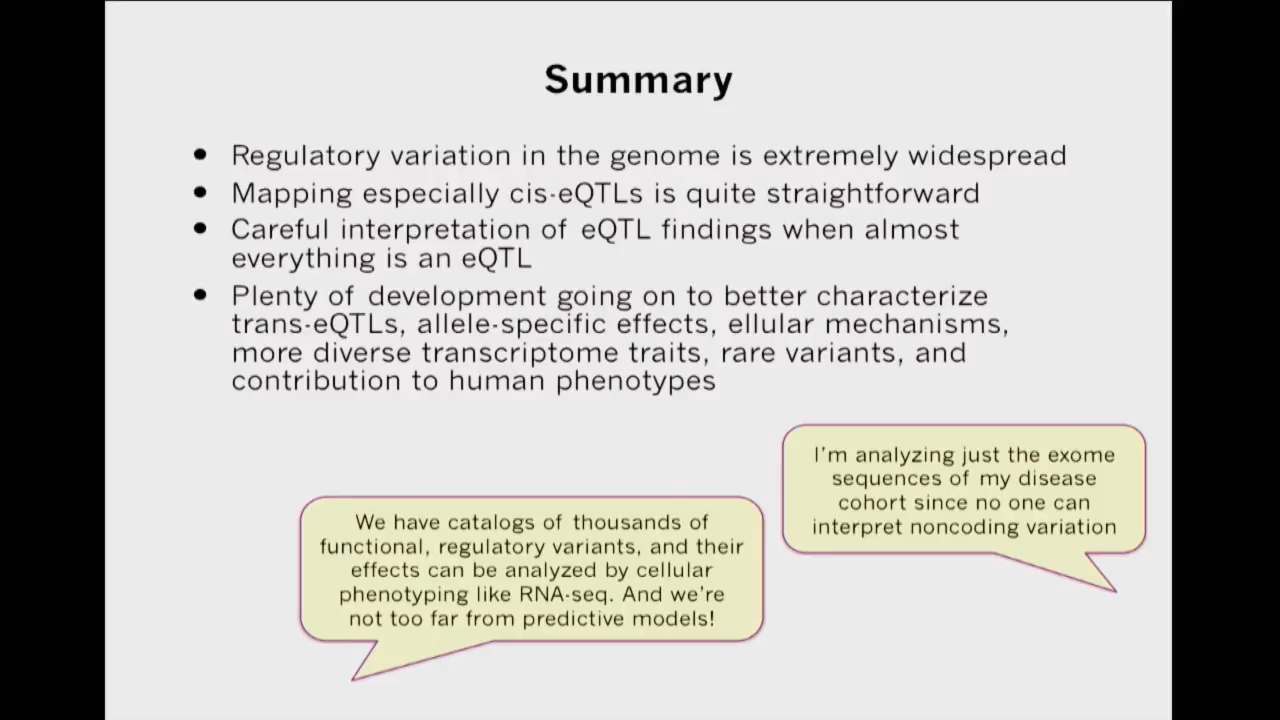 Summary
• Regulatory variation in the genome is extremely widespread
• Mapping especially cis-eQTLs is quite straightforward
• Careful interpretation of eQTL findings when almost
everything is an eQTL
• Plenty of development going on to better characterize
trans-eQTLs, allele-specific effects, ellular mechanisms,
more diverse transcriptome traits, rare variants, and
contribution to human phenotypes
I'm analyzing just the exome
sequences of my disease
cohort since no one can
interpret noncoding variation
We have catalogs of thousands of
functional, regulatory variants, and their
effects can be analyzed by cellular
phenotyping like RNA-seq. And we're
not too far from predictive models!